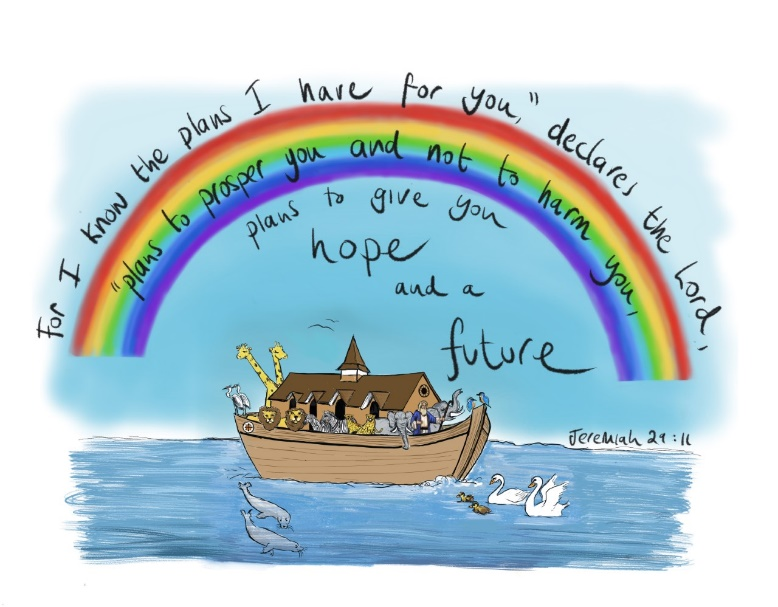 For I know the plans I have for you," declares the Lord,
"plans to prosper you and not to harm you,
plans to give you
hope
and a
future
Jeremiah 29:11